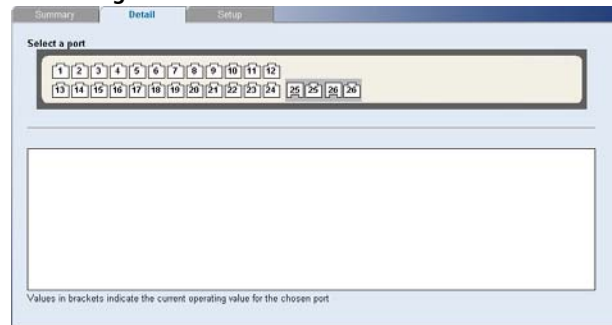 Summary Detail Setup
Select a port
1 2 3 4 5 6 7 8 9 10 11 12
13 14 15 16 17 18 19 20 21 22 23 24 25 25 26 26
Values in brackets indicate the current operating value for the chosen port